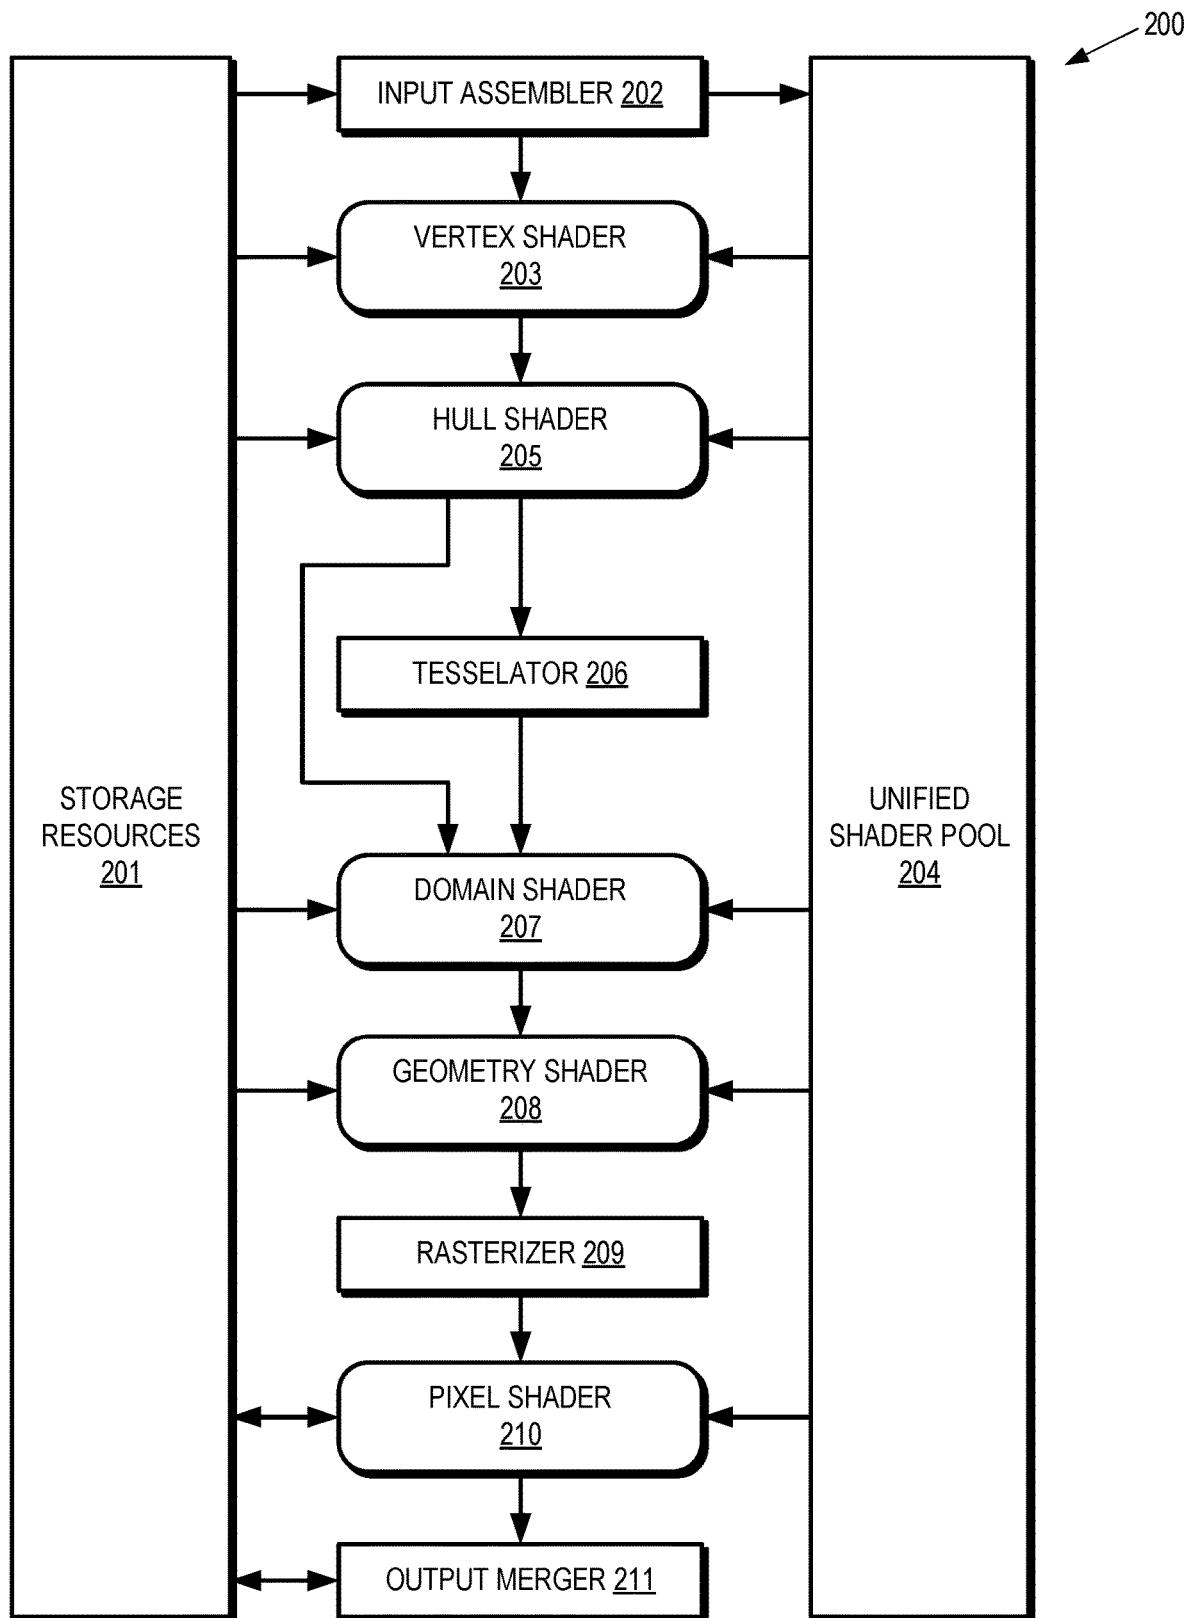 200
INPUT ASSEMBLER 202
VERTEX SHADER
203
HULL SHADER
205
TESSELATOR 206
STORAGE
RESOURCES
201
UNIFIED
SHADER POOL
204
DOMAIN SHADER
207
GEOMETRY SHADER
208
RASTERIZER 209
PIXEL SHADER
210
OUTPUT MERGER 211